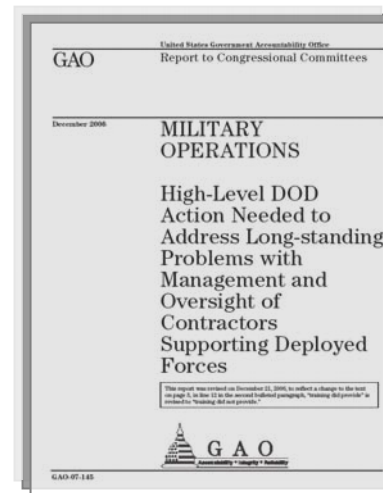 United States Government Accountability Office
GAO
Report to Congressional Committees
December 2006
MILITARY
OPERATIONS
High-Level DOD
Action Needed to
Address Long-standing
Problems with
Management and
Oversight of
Contractors
Supporting Deployed
Forces
This report was revised on December 21, 2006, to reflect a change to the text
on page 5, in line 12 in the second bulleted paragraph, "training did provide" is
revised to "training did not provide."
GAO
Accountability * Integrity * Reliability
GAO-07-145